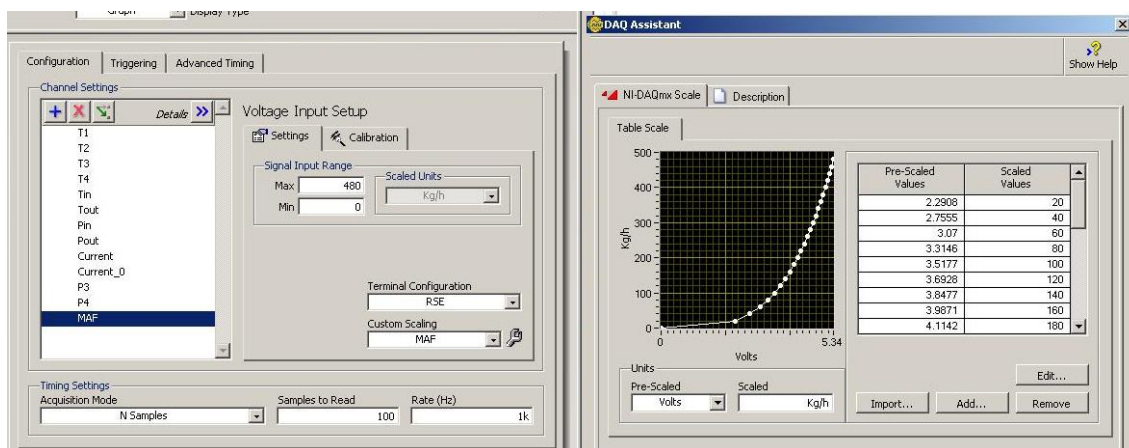 Graph
Display Type
Configuration Triggering Advanced Timing
Channel Settings
Details
T1
T2
T3
T4
Tin
Tout
Pin
Pout
Current
Current_0
P3
P4
MAF
Voltage Input Setup
Settings Calibration
Signal Input Range
Max 480
Min 0
Scaled Units
Kg/h
Terminal Configuration
RSE
Custom Scaling
MAF
Timing Settings
Acquisition Mode Samples to Read Rate (Hz)
N Samples 100 1k
DAQ Assistant
Show Help
NI-DAQmx Scale Description
Table Scale
500
400
300
200
100
0
Kg/h
0 5.34
Volts
Pre-Scaled Values Scaled Values
2.2908 20
2.7555 40
3.07 60
3.3146 80
3.5177 100
3.6928 120
3.8477 140
3.9871 160
4.1142 180
Units
Pre-Scaled Scaled
Volts Kg/h
Edit...
Import... Add... Remove